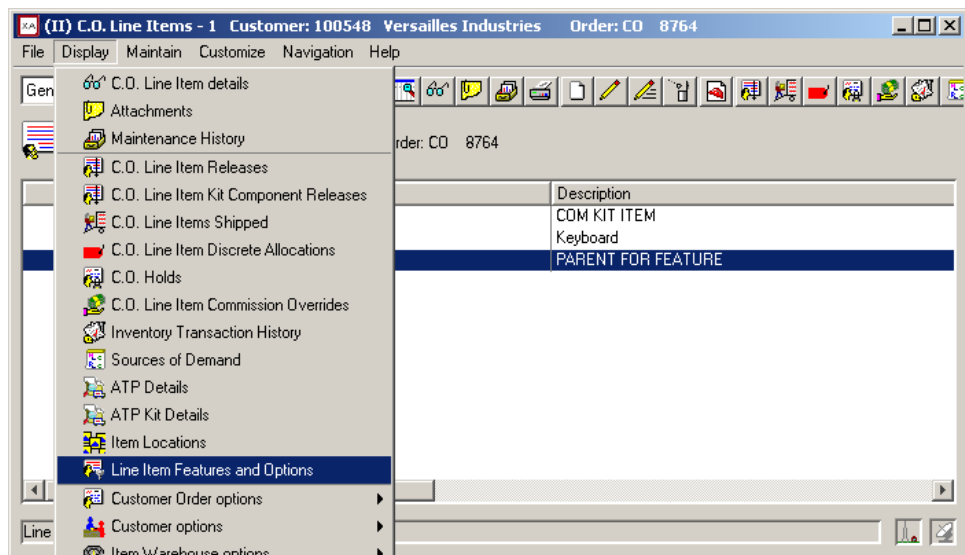 XA (II) C.O. Line Items - 1 Customer: 100548 Versailles Industries Order: CO 8764
File Display Maintain Customize Navigation Help
Gen
C.O. Line Item details
Attachments
Maintenance History
rder: CO 8764
C.O. Line Item Releases
C.O. Line Item Kit Component Releases
Description
C.O. Line Items Shipped
COM KIT ITEM
Keyboard
C.O. Line Item Discrete Allocations
PARENT FOR FEATURE
C.O. Holds
C.O. Line Item Commission Overrides
Inventory Transaction History
Sources of Demand
ATP Details
ATP Kit Details
Item Locations
Line Item Features and Options
Customer Order options
Customer options
Line
Item Warehouse options